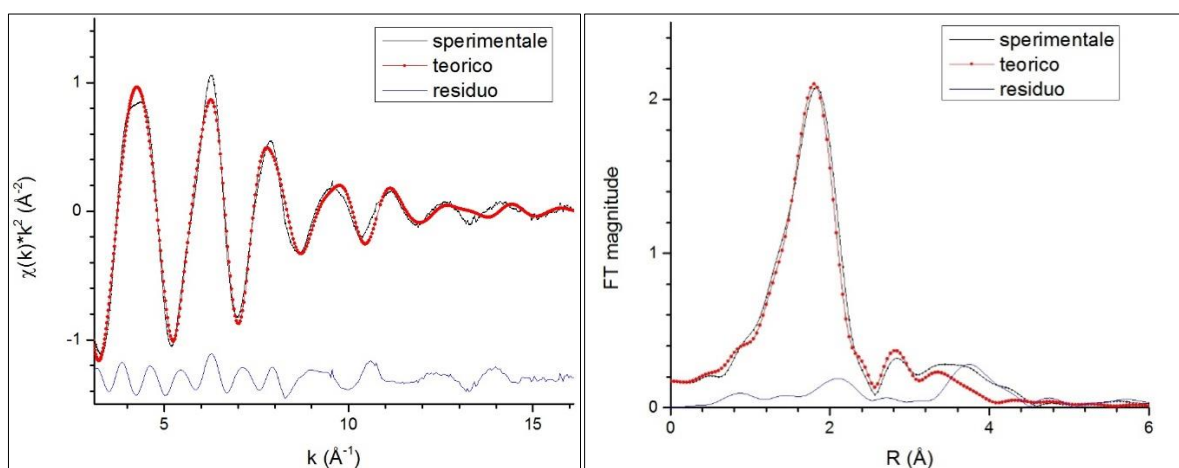 sperimentale
teorico
residuo
χ(k)*k² (Å⁻²)
1
0
-1
5
10
15
k (Å⁻¹)
sperimentale
teorico
residuo
FT magnitude
2
1
0
0
2
4
6
R (Å)